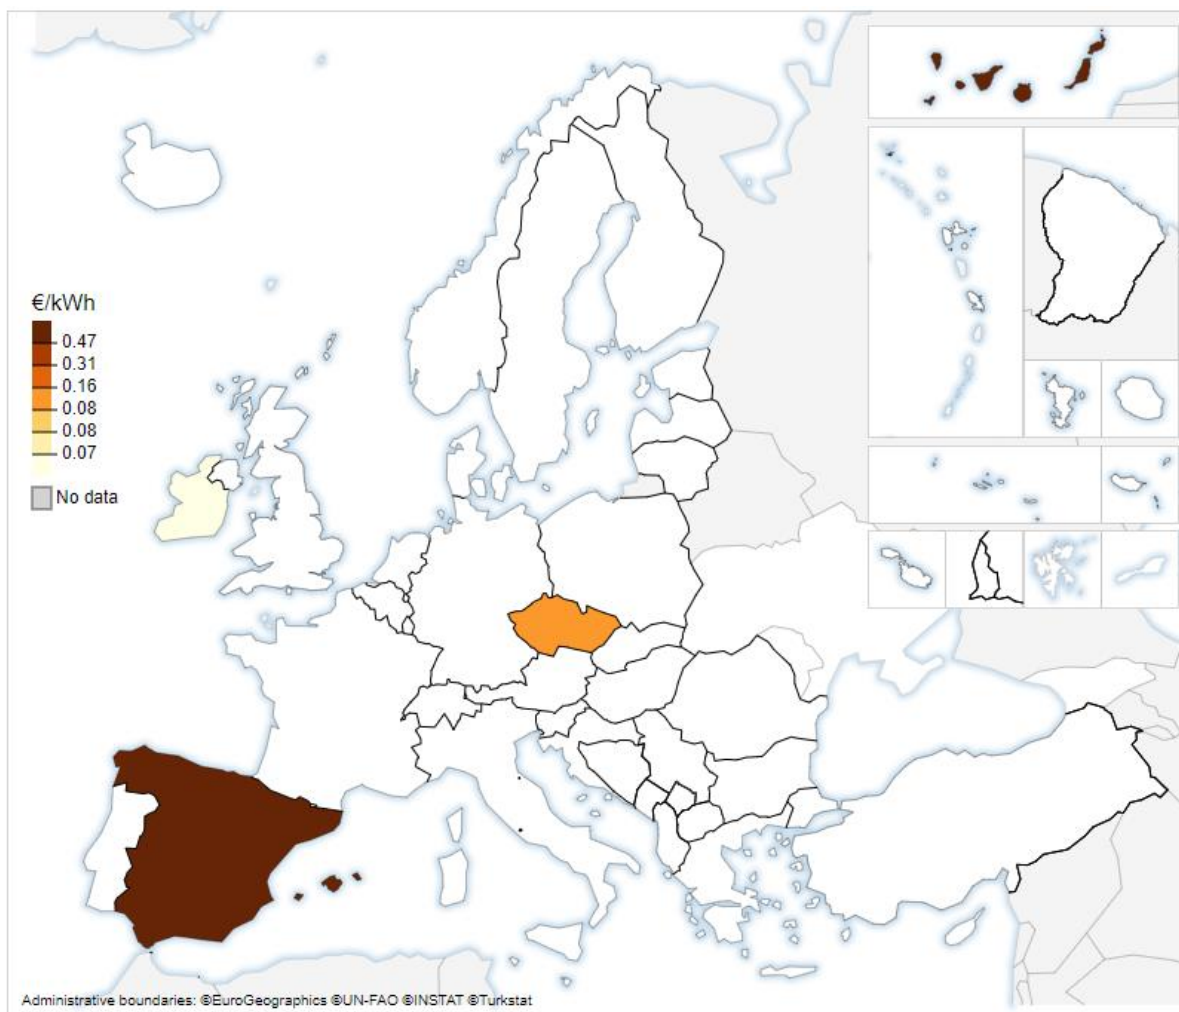 €/kWh
0.47
0.31
0.16
0.08
0.08
0.07
No data
Administrative boundaries: ©EuroGeographics ©UN-FAO ©INSTAT ©Turkstat